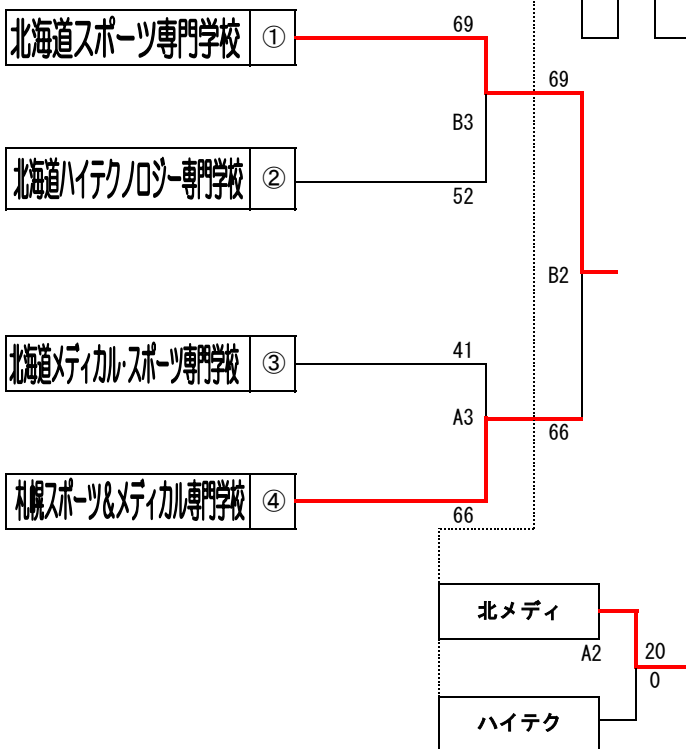 北海道スポーツ専門学校 ①
69
69
B3
北海道ハイテクノロジー専門学校 ②
52
B2
北海道メディカル・スポーツ専門学校 ③
41
A3
66
札幌スポーツ&メディカル専門学校 ④
66
北メディ
A2
20
0
ハイテク